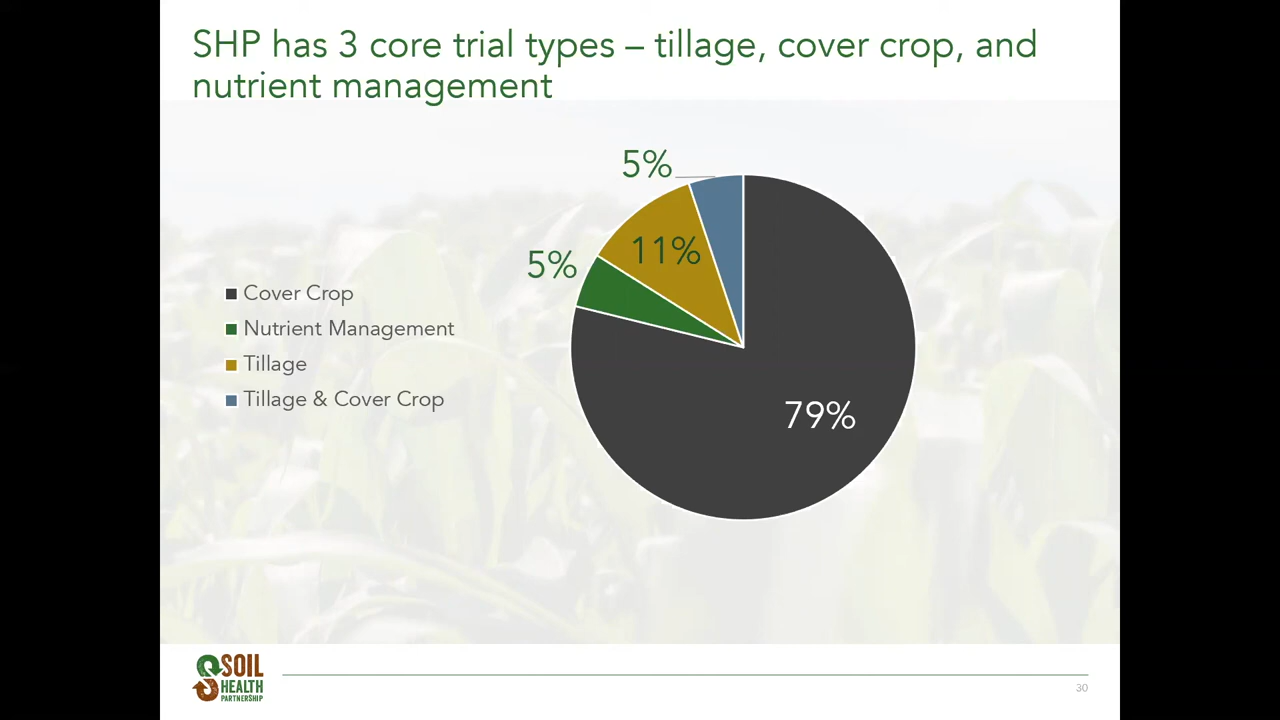 SHP has 3 core trial types – tillage, cover crop, and
nutrient management
5%
11%
5%
79%
Cover Crop
Nutrient Management
Tillage
Tillage & Cover Crop
SOIL
HEALTH
PARTNERSHIP
30